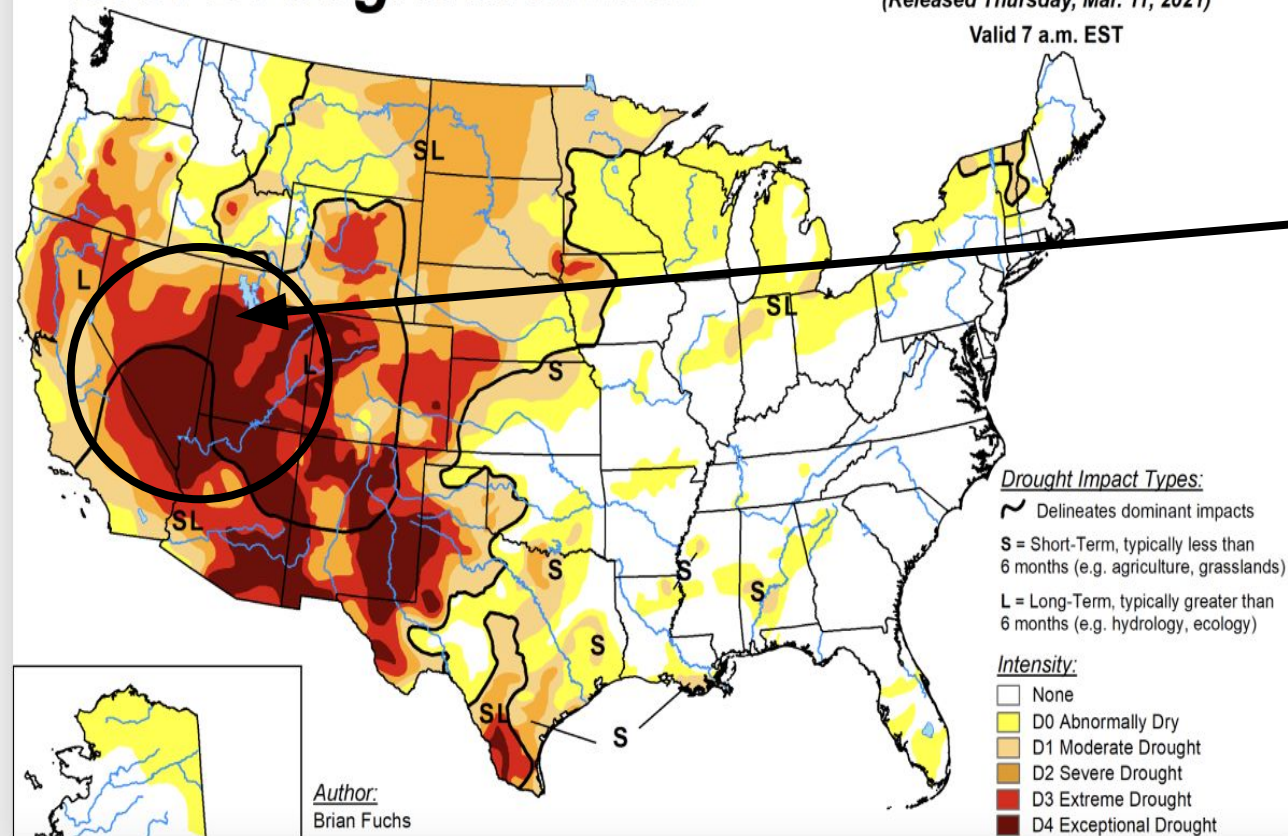 (Released Thursday, Mar. 11, 2021)
Valid 7 a.m. EST
SL
L
L
SL
L
SL
S
S
S
S
S
SL
S
Drought Impact Types:
Delineates dominant impacts
S = Short-Term, typically less than
6 months (e.g. agriculture, grasslands)
L = Long-Term, typically greater than
6 months (e.g. hydrology, ecology)
Intensity:
None
D0 Abnormally Dry
D1 Moderate Drought
D2 Severe Drought
D3 Extreme Drought
D4 Exceptional Drought
Author:
Brian Fuchs